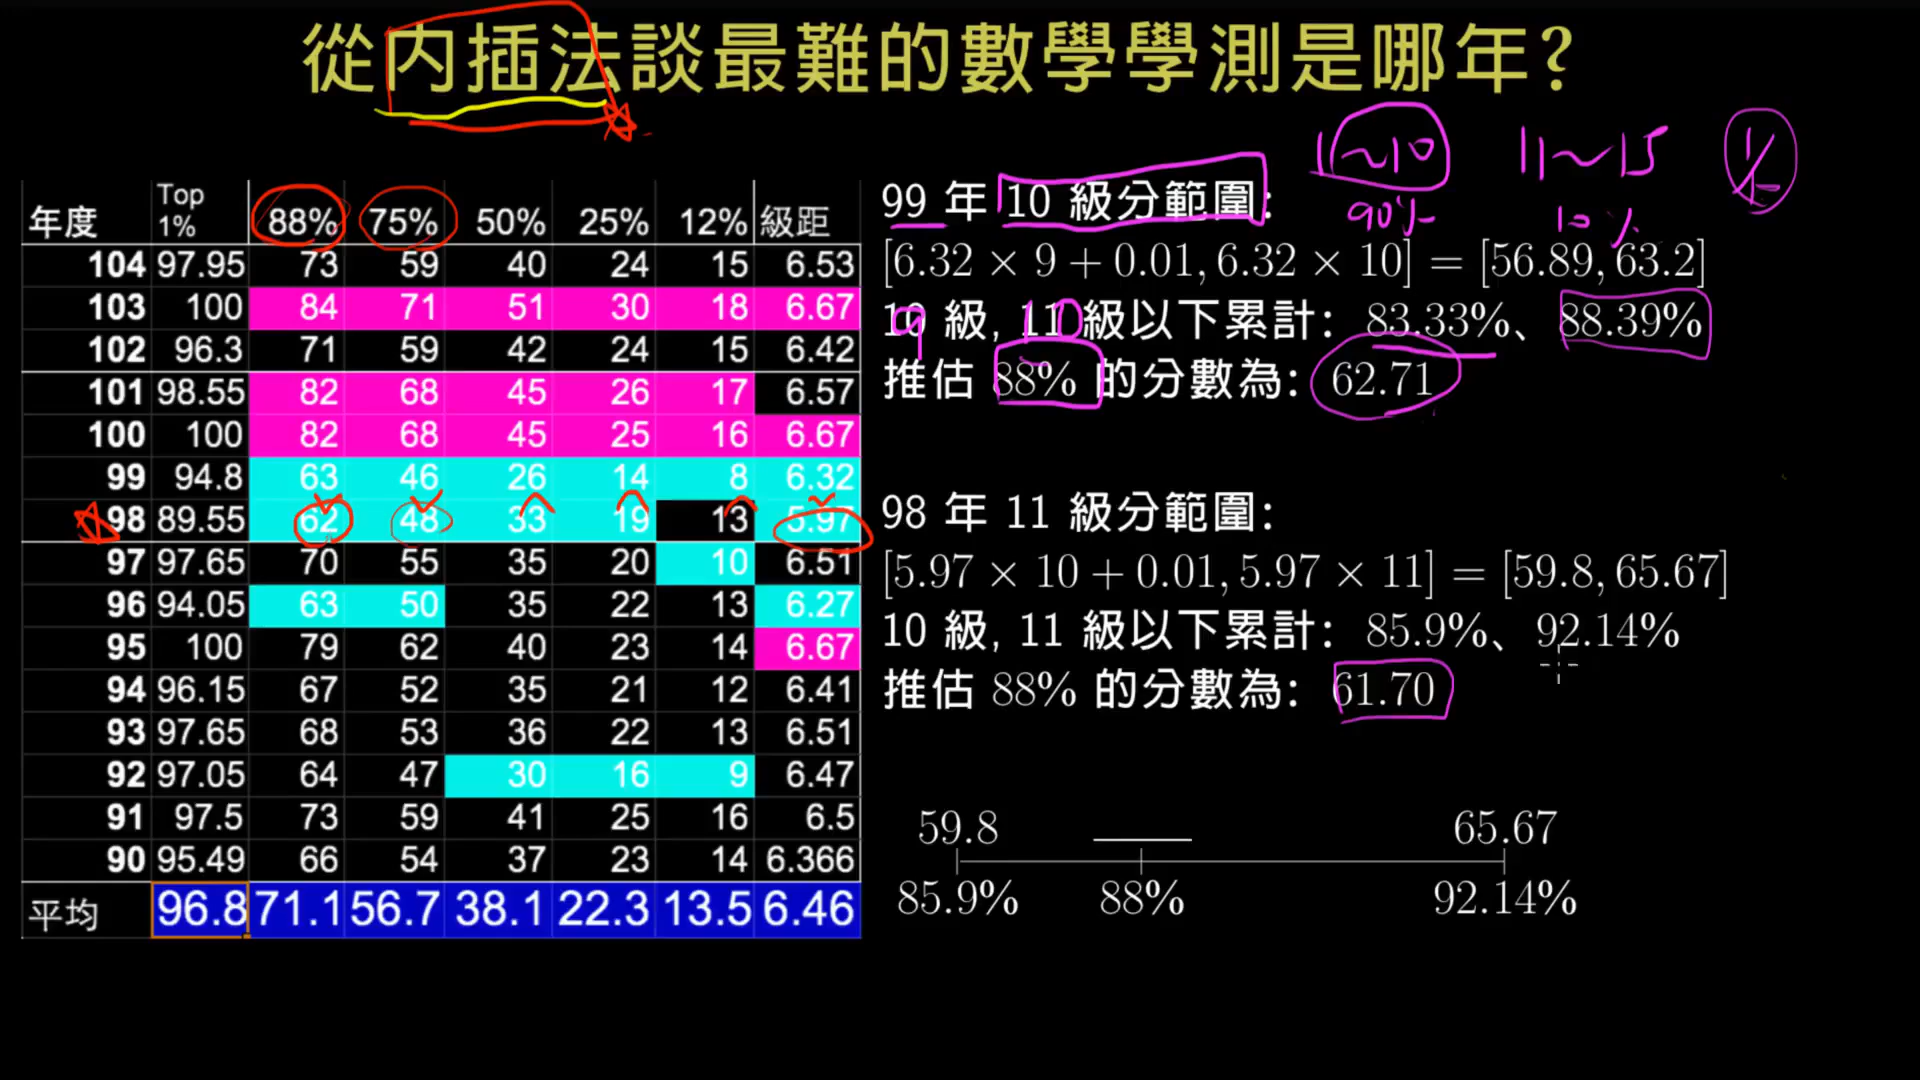 從內插法談最難的數學學測是哪年?
1~10 11~15 1/2
90% 10%
年度 Top 1% 88% 75% 50% 25% 12% 級距
104 97.95 73 59 40 24 15 6.53
103 100 84 71 51 30 18 6.67
102 96.3 71 59 42 24 15 6.42
101 98.55 82 68 45 26 17 6.57
100 100 82 68 45 25 16 6.67
99 94.8 63 46 26 14 8 6.32
98 89.55 62 48 33 19 13 5.97
97 97.65 70 55 35 20 10 6.51
96 94.05 63 50 35 22 13 6.27
95 100 79 62 40 23 14 6.67
94 96.15 67 52 35 21 12 6.41
93 97.65 68 53 36 22 13 6.51
92 97.05 64 47 30 16 9 6.47
91 97.5 73 59 41 25 16 6.5
90 95.49 66 54 37 23 14 6.366
平均 96.8 71.1 56.7 38.1 22.3 13.5 6.46
99 年 10 級分範圍:
[6.32 × 9 + 0.01, 6.32 × 10] = [56.89, 63.2]
10 級, 11 級以下累計: 83.33%、88.39%
9 10
推估 88% 的分數為: 62.71
98 年 11 級分範圍:
[5.97 × 10 + 0.01, 5.97 × 11] = [59.8, 65.67]
10 級, 11 級以下累計: 85.9%、92.14%
推估 88% 的分數為: 61.70
59.8 65.67
85.9% 88% 92.14%